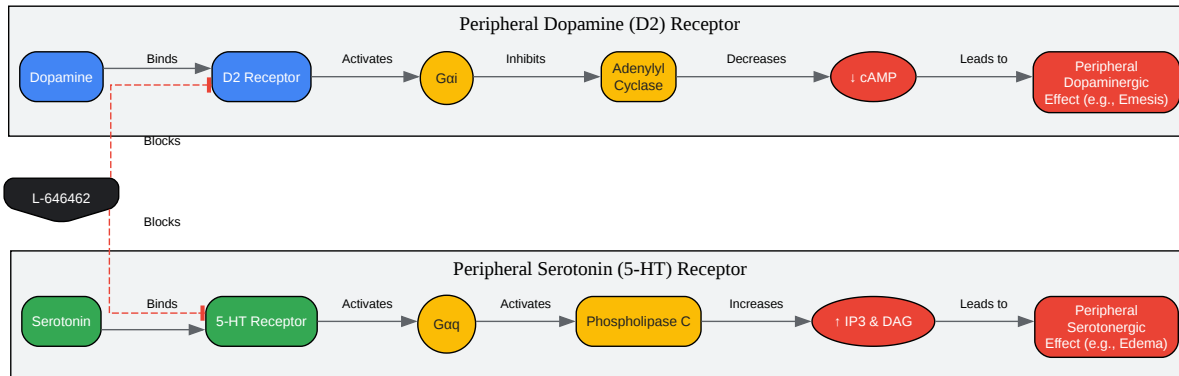 Peripheral Dopamine (D2) Receptor
Dopamine
Binds
D2 Receptor
Activates
Gαi
Inhibits
Adenylyl
Cyclase
Decreases
↓ cAMP
Leads to
Peripheral
Dopaminergic
Effect (e.g., Emesis)
Blocks
L-646462
Blocks
Peripheral Serotonin (5-HT) Receptor
Serotonin
Binds
5-HT Receptor
Activates
Gαq
Activates
Phospholipase C
Increases
↑ IP3 & DAG
Leads to
Peripheral
Serotonergic
Effect (e.g., Edema)